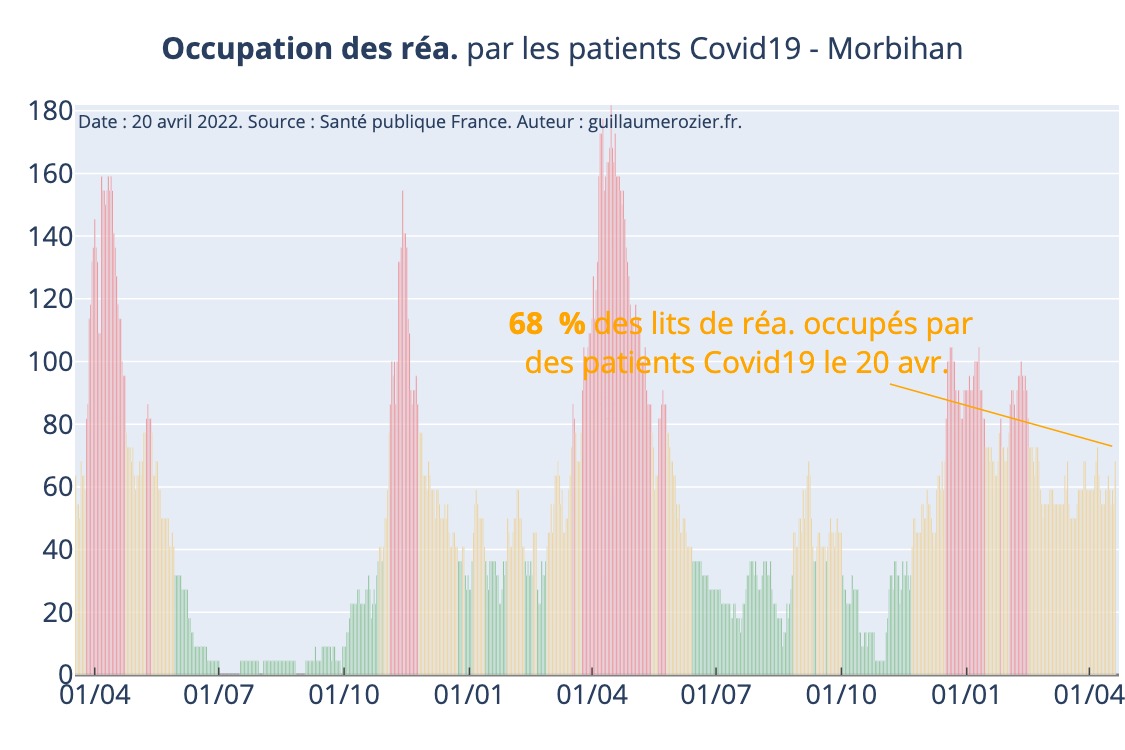 Occupation des réa. par les patients Covid19 - Morbihan
180
Date : 20 avril 2022. Source : Santé publique France. Auteur : guillaumerozier.fr.
160
140
120
68 % des lits de réa. occupés par
des patients Covid19 le 20 avr.
100
80
60
40
20
0
01/04 01/07 01/10 01/01 01/04 01/07 01/10 01/01 01/04